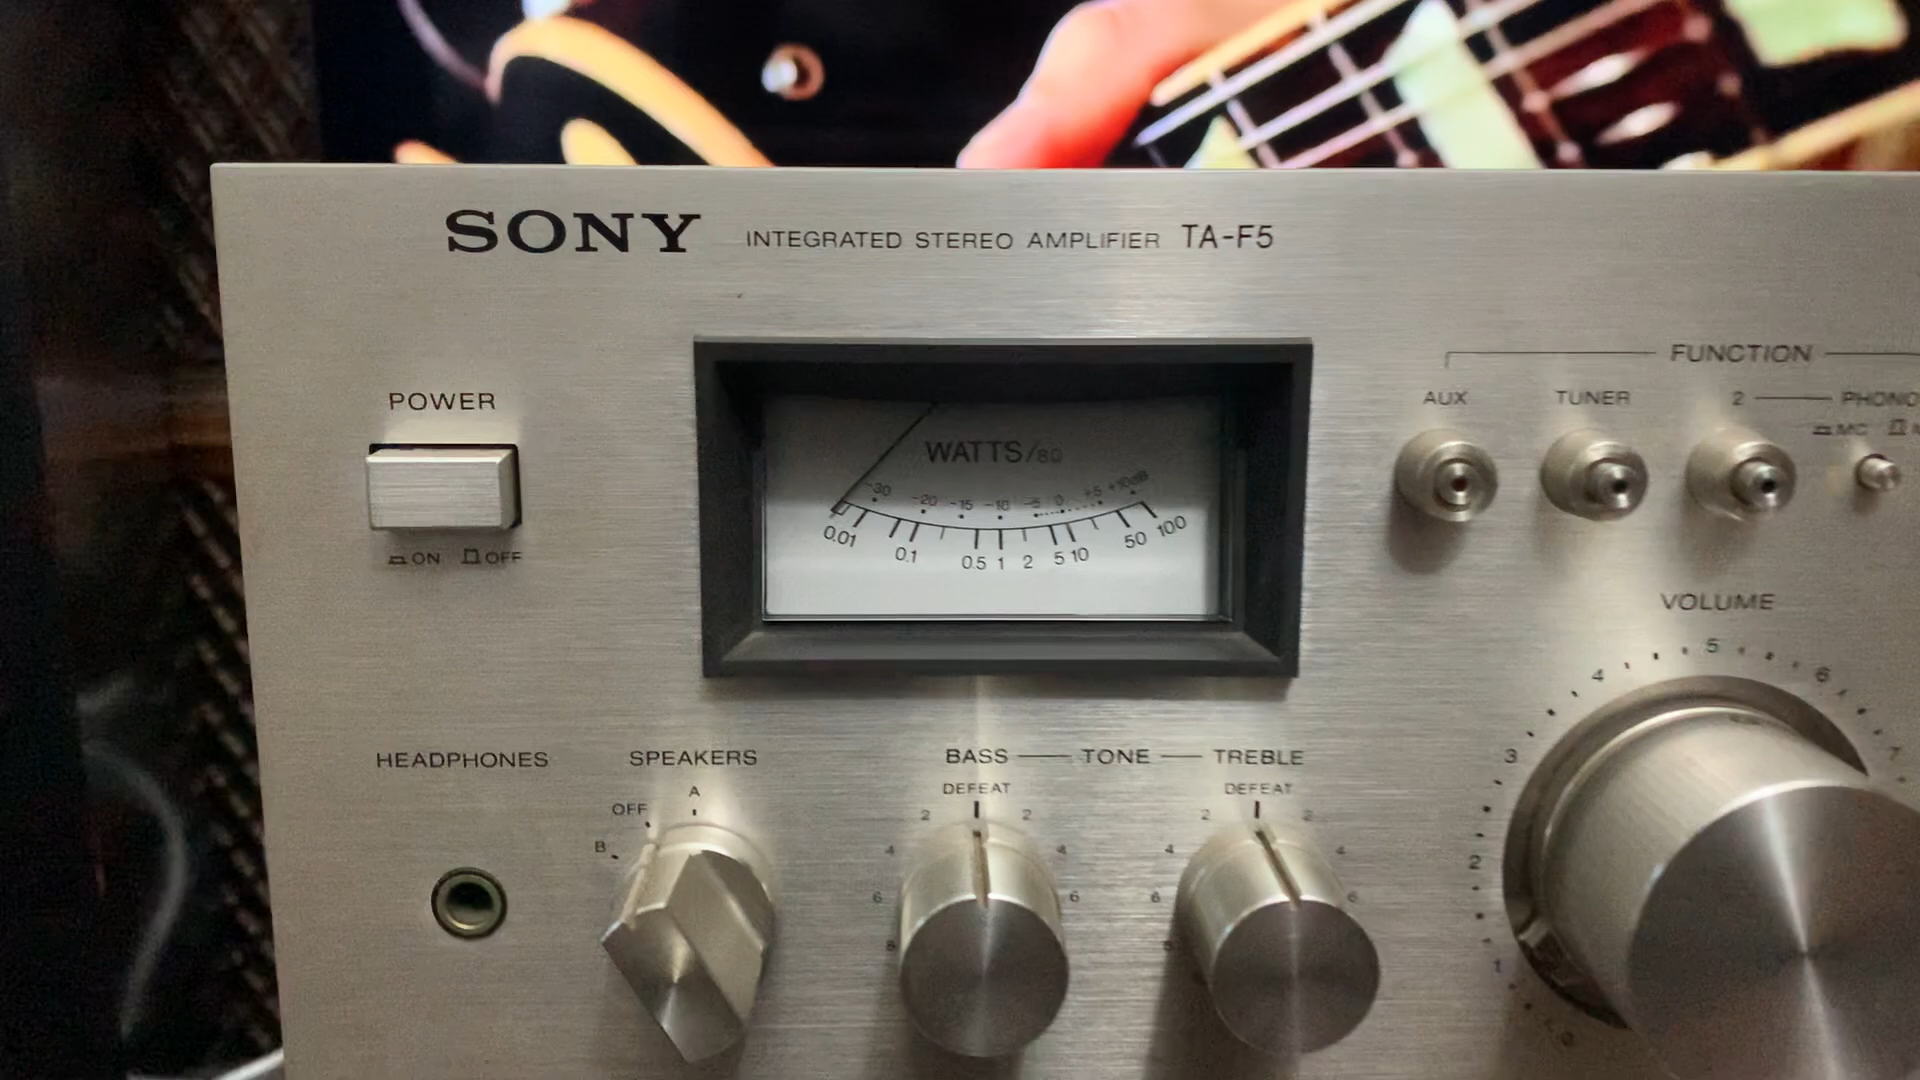 SONY INTEGRATED STEREO AMPLIFIER TA-F5
FUNCTION
POWER
AUX TUNER 2 PHONO
MC
WATTS/8Ω
-30 -20 -15 -10 -5 0 +5 +10dB
0.01 0.1 0.5 1 2 5 10 50 100
ON OFF
VOLUME
1 2 3 4 5 6 7
HEADPHONES SPEAKERS BASS TONE TREBLE
B OFF A
DEFEAT DEFEAT
8 6 4 2 2 4 6
8 6 4 2 2 4 6